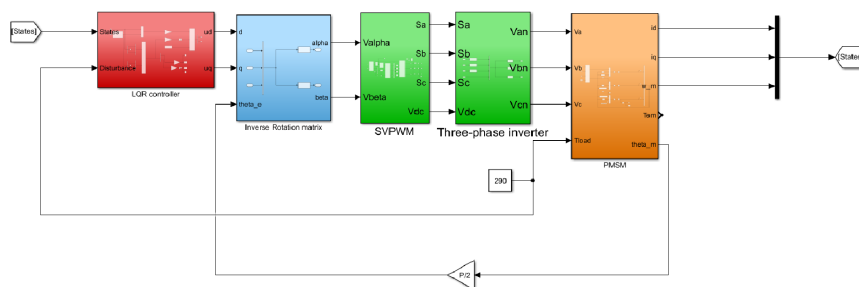 [States]
States
Disturbance
ud
uq
LQR controller
d
q
theta_e
alpha
beta
Inverse Rotation matrix
Valpha
Vbeta
Sa
Sb
Sc
Vdc
SVPWM
Sa
Sb
Sc
Vdc
Van
Vbn
Vcn
Three-phase inverter
Va
Vb
Vc
Tload
id
iq
w_m
Tem
theta_m
PMSM
[States
290
P/2